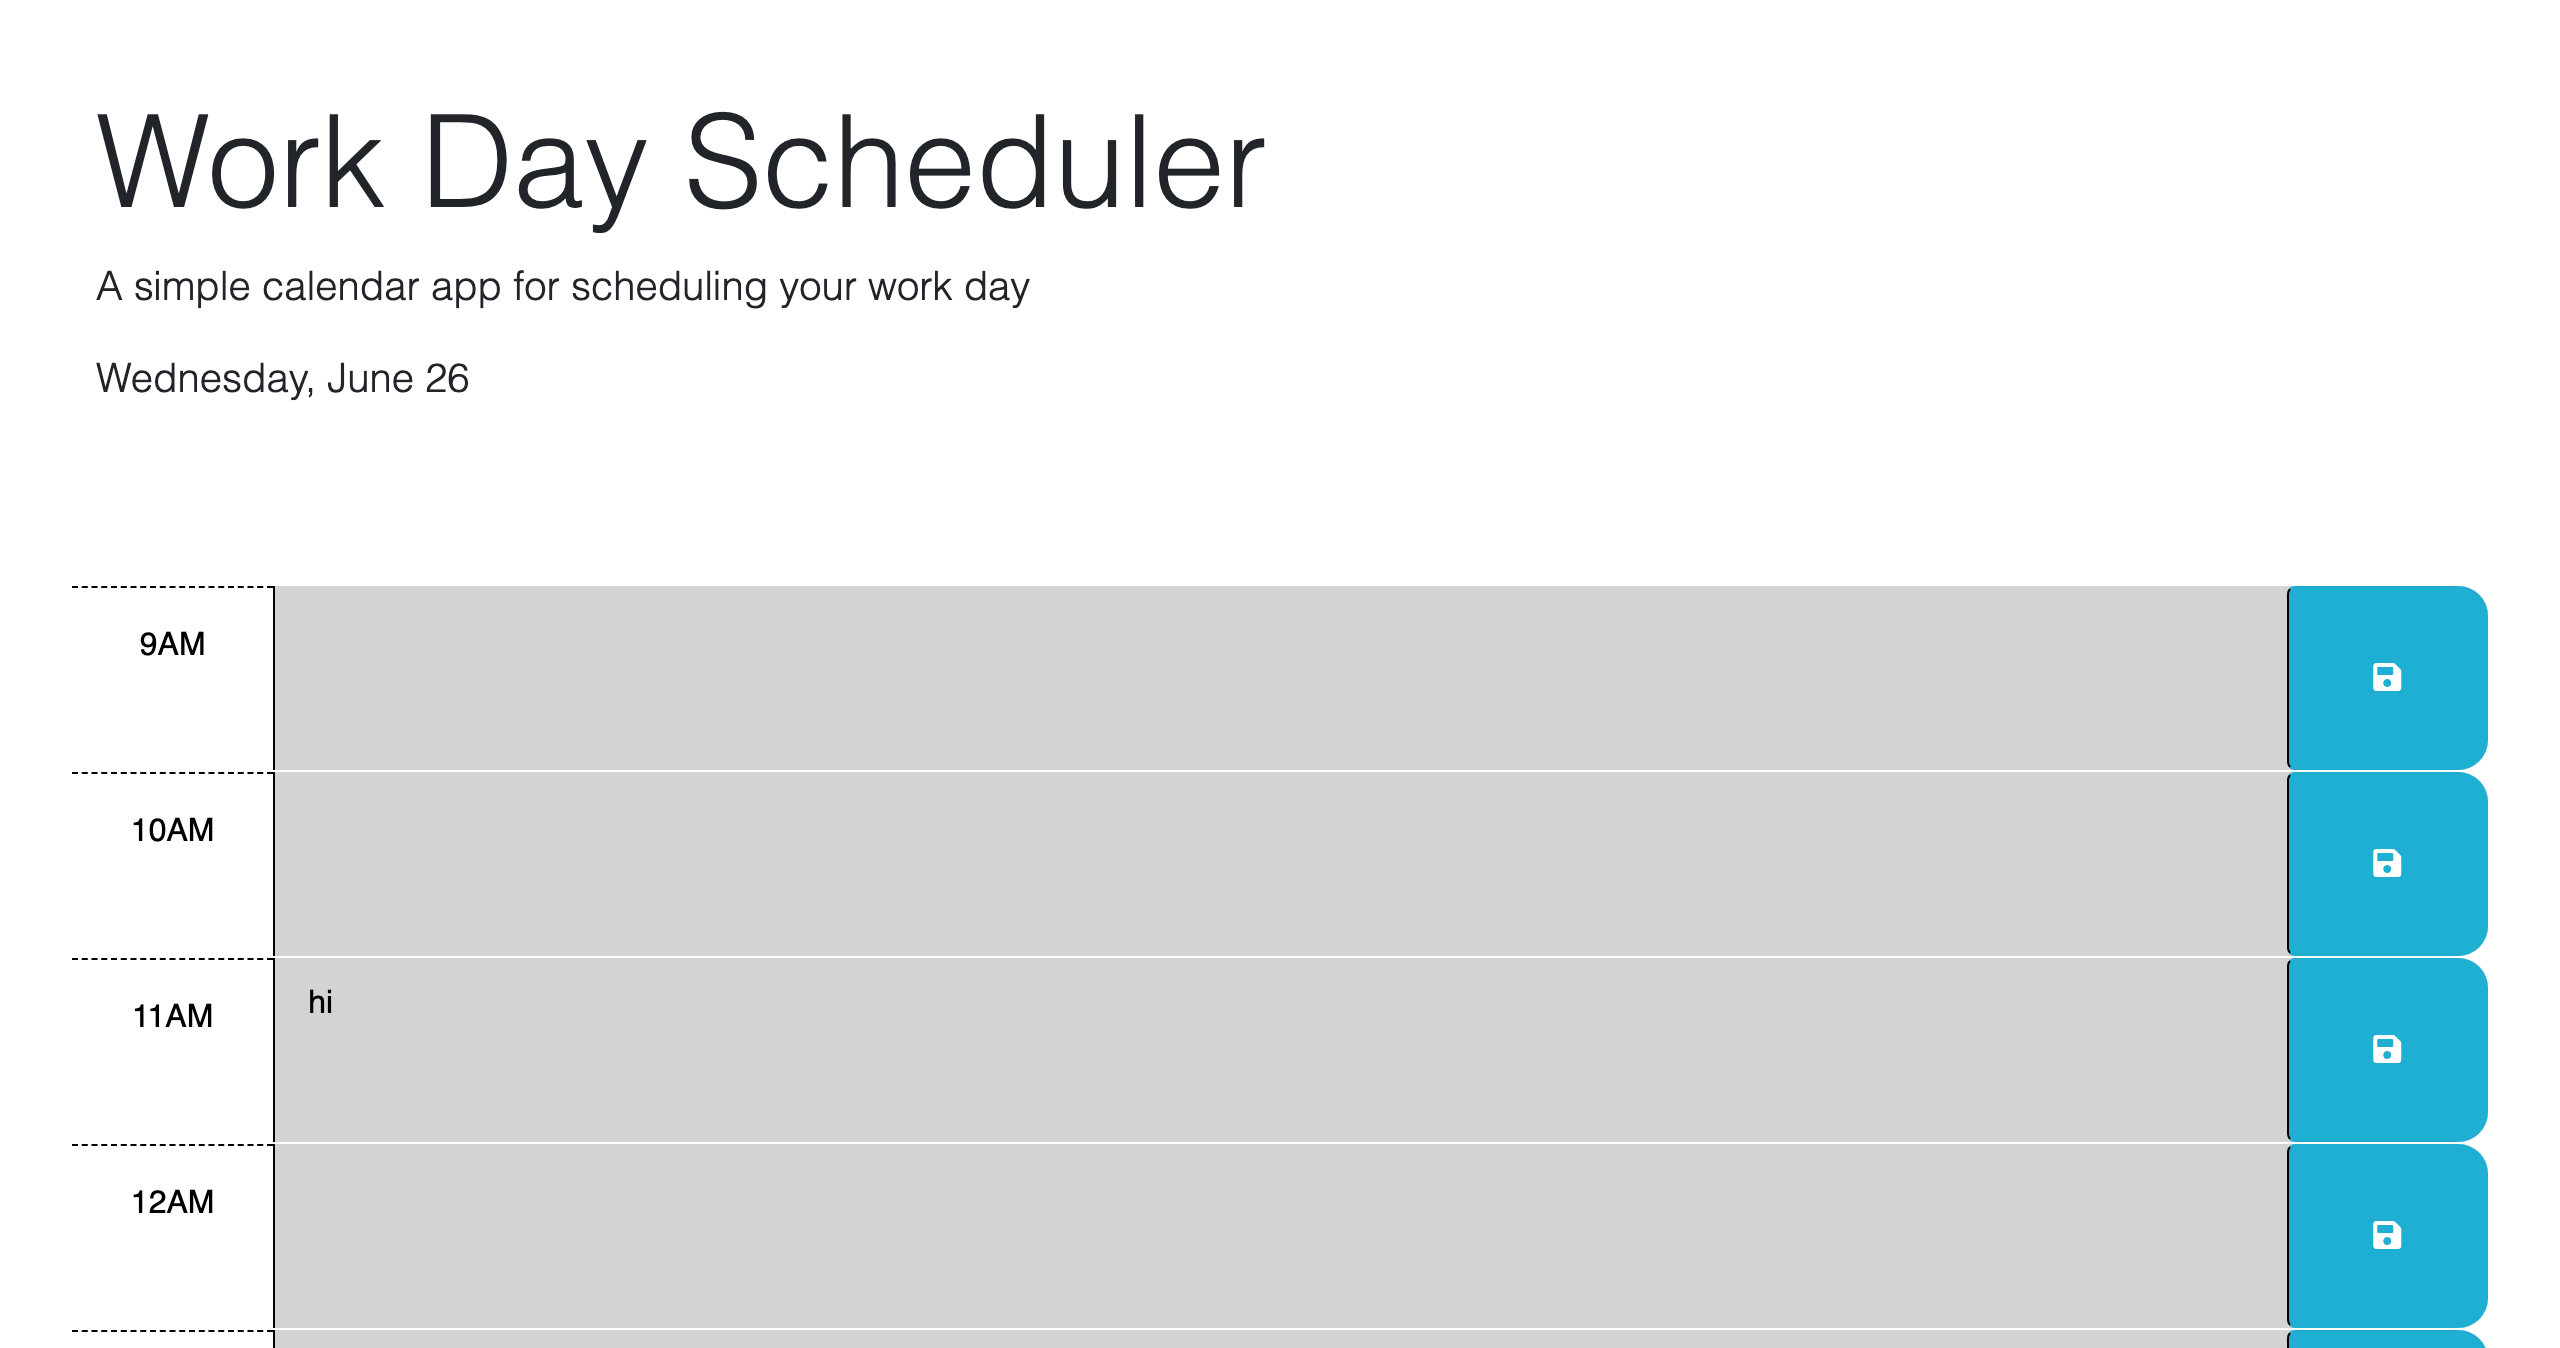 Work Day Scheduler
A simple calendar app for scheduling your work day
Wednesday, June 26
9AM
10AM
11AM
hi
12AM